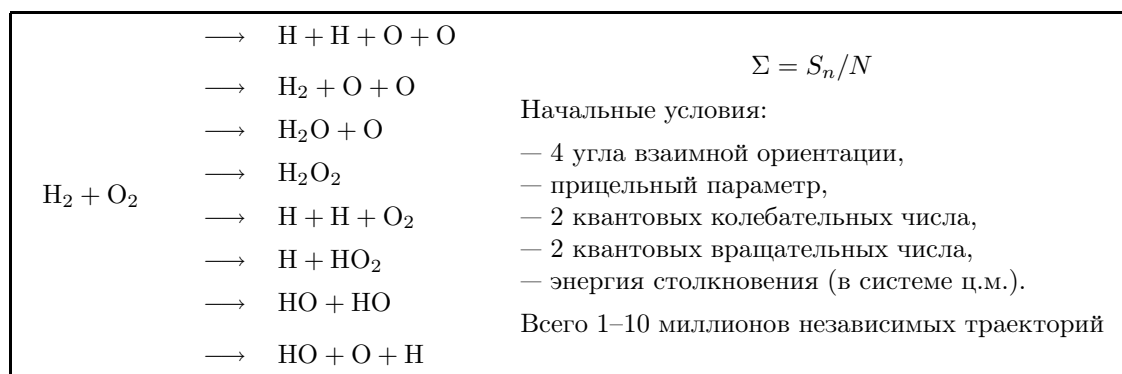 H₂ + O₂
⟶ H + H + O + O
⟶ H₂ + O + O
⟶ H₂O + O
⟶ H₂O₂
⟶ H + H + O₂
⟶ H + HO₂
⟶ HO + HO
⟶ HO + O + H
Σ = Sₙ/N
Начальные условия:
— 4 угла взаимной ориентации,
— прицельный параметр,
— 2 квантовых колебательных числа,
— 2 квантовых вращательных числа,
— энергия столкновения (в системе ц.м.).
Всего 1–10 миллионов независимых траекторий